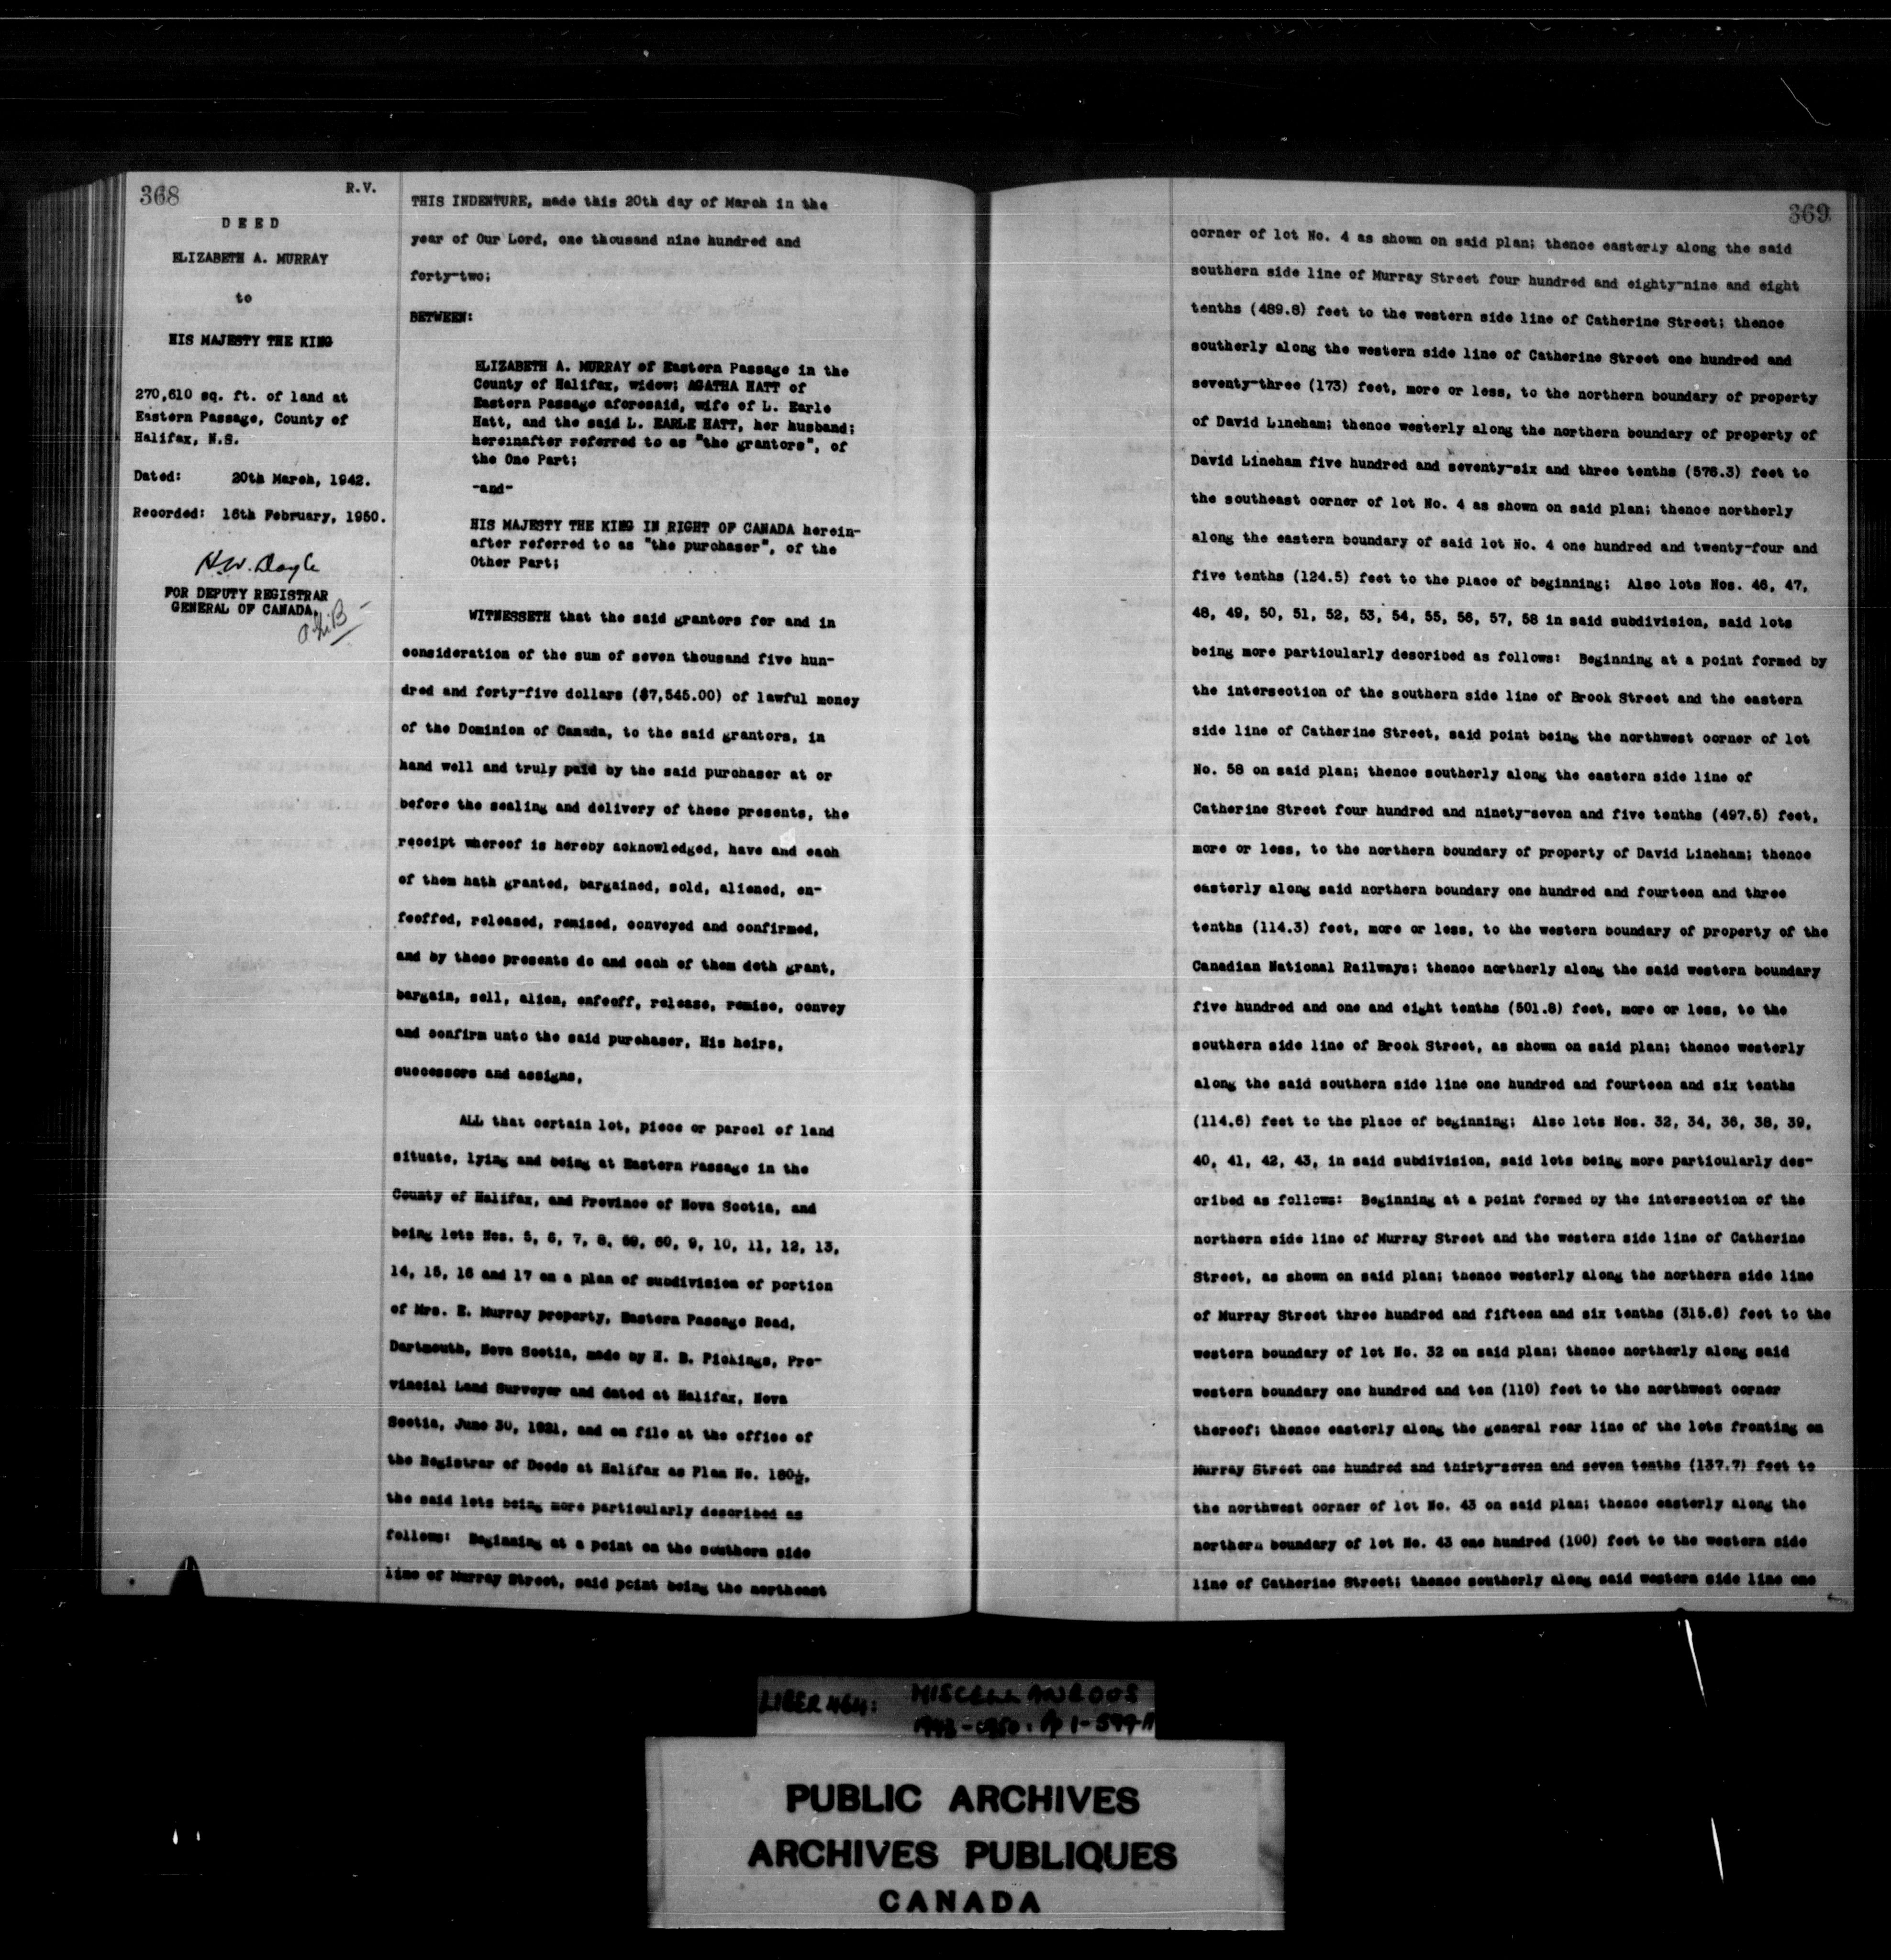 368
R.V.
DEED
ELIZABETH A. MURRAY
to
HIS MAJESTY THE KING
270,610 sq. ft. of land at
Eastern Passage, County of
Halifax, N.S.
Dated: 20th March, 1942.
Recorded: 16th February, 1950.
H.W. Doyle
FOR DEPUTY REGISTRAR
GENERAL OF CANADA.
THIS INDENTURE, made this 20th day of March in the
year of Our Lord, one thousand nine hundred and
forty-two;
BETWEEN:
ELIZABETH A. MURRAY of Eastern Passage in the
County of Halifax, widow; AGATHA HATT of
Eastern Passage aforesaid, wife of L. Earle
Hatt, and the said L. EARLE HATT, her husband;
hereinafter referred to as "the grantors", of
the One Part;
-and-
HIS MAJESTY THE KING IN RIGHT OF CANADA herein-
after referred to as "the purchaser", of the
Other Part;
WITNESSETH that the said grantors for and in
consideration of the sum of seven thousand five hun-
dred and forty-five dollars ($7,545.00) of lawful money
of the Dominion of Canada, to the said grantors, in
hand well and truly paid by the said purchaser at or
before the sealing and delivery of these presents, the
receipt whereof is hereby acknowledged, have and each
of them hath granted, bargained, sold, aliened, en-
feoffed, released, remised, conveyed and confirmed,
and by these presents do and each of them doth grant,
bargain, sell, alien, enfeoff, release, remise, convey
and confirm unto the said purchaser, His heirs,
successors and assigns,
ALL that certain lot, piece or parcel of land
situate, lying and being at Eastern Passage in the
County of Halifax, and Province of Nova Scotia, and
being lots Nos. 5, 6, 7, 8, 59, 60, 9, 10, 11, 12, 13,
14, 15, 16 and 17 on a plan of subdivision of portion
of Mrs. E. Murray property, Eastern Passage Road,
Dartmouth, Nova Scotia, made by H. B. Pickings, Pro-
vincial Land Surveyor and dated at Halifax, Nova
Scotia, June 30, 1921, and on file at the office of
the Registrar of Deeds at Halifax as Plan No. 180½,
the said lots being more particularly described as
follows: Beginning at a point on the southern side
line of Murray Street, said point being the northeast
369
corner of lot No. 4 as shown on said plan; thence easterly along the said
southern side line of Murray Street four hundred and eighty-nine and eight
tenths (489.8) feet to the western side line of Catherine Street; thence
southerly along the western side line of Catherine Street one hundred and
seventy-three (173) feet, more or less, to the northern boundary of property
of David Lineham; thence westerly along the northern boundary of property of
David Lineham five hundred and seventy-six and three tenths (576.3) feet to
the southeast corner of lot No. 4 as shown on said plan; thence northerly
along the eastern boundary of said lot No. 4 one hundred and twenty-four and
five tenths (124.5) feet to the place of beginning; Also lots Nos. 46, 47,
48, 49, 50, 51, 52, 53, 54, 55, 56, 57, 58 in said subdivision, said lots
being more particularly described as follows: Beginning at a point formed by
the intersection of the southern side line of Brook Street and the eastern
side line of Catherine Street, said point being the northwest corner of lot
No. 58 on said plan; thence southerly along the eastern side line of
Catherine Street four hundred and ninety-seven and five tenths (497.5) feet,
more or less, to the northern boundary of property of David Lineham; thence
easterly along said northern boundary one hundred and fourteen and three
tenths (114.3) feet, more or less, to the western boundary of property of the
Canadian National Railways; thence northerly along the said western boundary
five hundred and one and eight tenths (501.8) feet, more or less, to the
southern side line of Brook Street, as shown on said plan; thence westerly
along the said southern side line one hundred and fourteen and six tenths
(114.6) feet to the place of beginning; Also lots Nos. 32, 34, 36, 38, 39,
40, 41, 42, 43, in said subdivision, said lots being more particularly des-
cribed as follows: Beginning at a point formed by the intersection of the
northern side line of Murray Street and the western side line of Catherine
Street, as shown on said plan; thence westerly along the northern side line
of Murray Street three hundred and fifteen and six tenths (315.6) feet to the
western boundary of lot No. 32 on said plan; thence northerly along said
western boundary one hundred and ten (110) feet to the northwest corner
thereof; thence easterly along the general rear line of the lots fronting on
Murray Street one hundred and thirty-seven and seven tenths (137.7) feet to
the northwest corner of lot No. 43 on said plan; thence easterly along the
northern boundary of lot No. 43 one hundred (100) feet to the western side
line of Catherine Street; thence southerly along said western side line one
LIBER 464: MISCELLANEOUS
PUBLIC ARCHIVES
ARCHIVES PUBLIQUES
CANADA